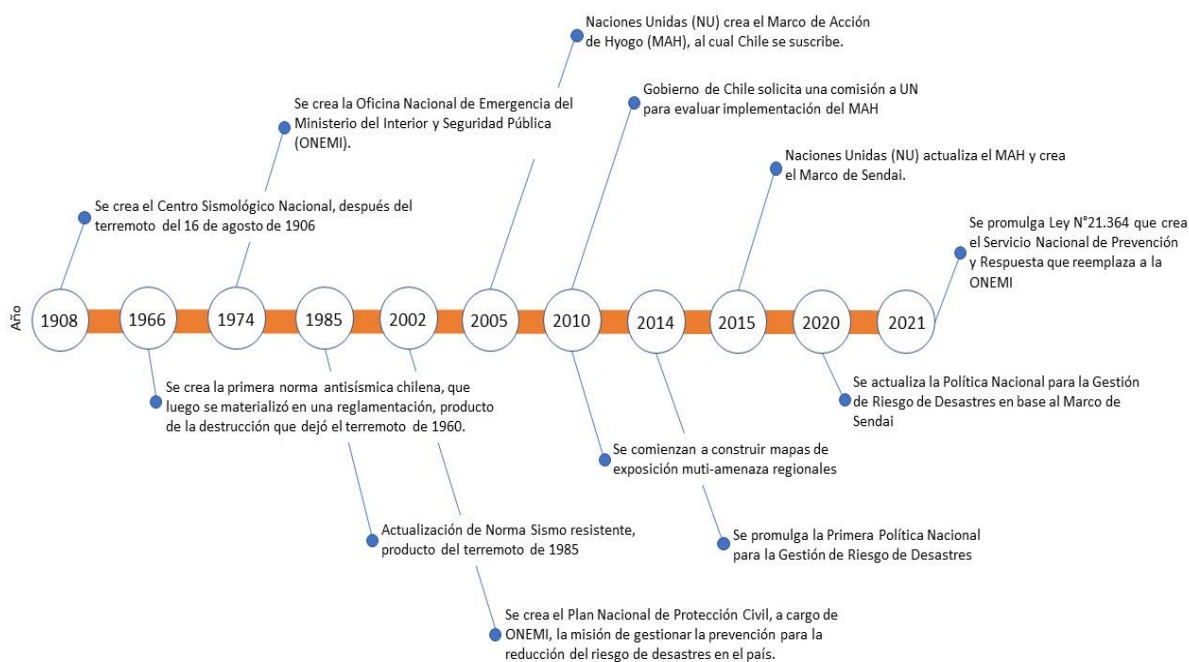 Naciones Unidas (NU) crea el Marco de Acción
de Hyogo (MAH), al cual Chile se suscribe.
Gobierno de Chile solicita una comisión a UN
para evaluar implementación del MAH
Se crea la Oficina Nacional de Emergencia del
Ministerio del Interior y Seguridad Pública
(ONEMI).
Naciones Unidas (NU) actualiza el MAH y crea
el Marco de Sendai.
Se crea el Centro Sismológico Nacional, después del
terremoto del 16 de agosto de 1906
Se promulga Ley N°21.364 que crea
el Servicio Nacional de Prevención
y Respuesta que reemplaza a la
ONEMI
Año
1908
1966
1974
1985
2002
2005
2010
2014
2015
2020
2021
Se crea la primera norma antisísmica chilena, que
luego se materializó en una reglamentación, producto
de la destrucción que dejó el terremoto de 1960.
Se actualiza la Política Nacional para la Gestión
de Riesgo de Desastres en base al Marco de
Sendai
Se comienzan a construir mapas de
exposición muti-amenaza regionales
Actualización de Norma Sismo resistente,
producto del terremoto de 1985
Se promulga la Primera Política Nacional
para la Gestión de Riesgo de Desastres
Se crea el Plan Nacional de Protección Civil, a cargo de
ONEMI, la misión de gestionar la prevención para la
reducción del riesgo de desastres en el país.